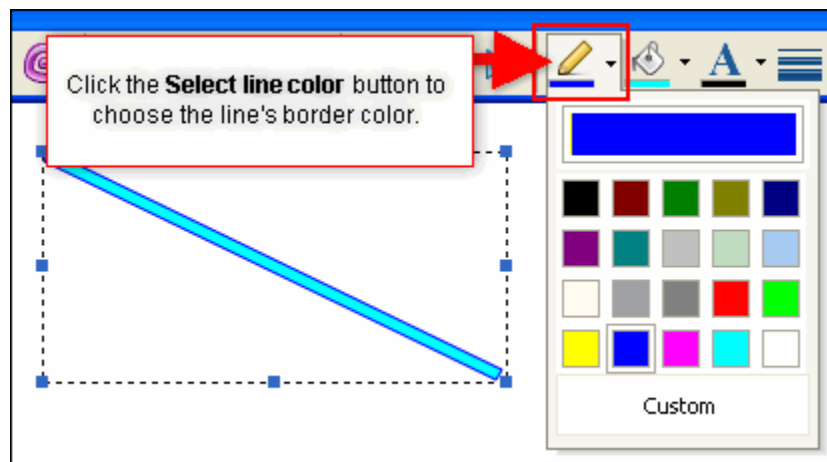 Click the Select line color button to
choose the line's border color.
A
Custom